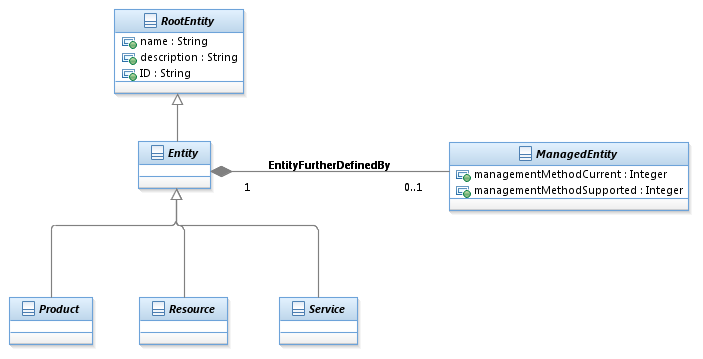 RootEntity
name : String
description : String
ID : String
Entity
EntityFurtherDefinedBy
1
0..1
ManagedEntity
managementMethodCurrent : Integer
managementMethodSupported : Integer
Product
Resource
Service